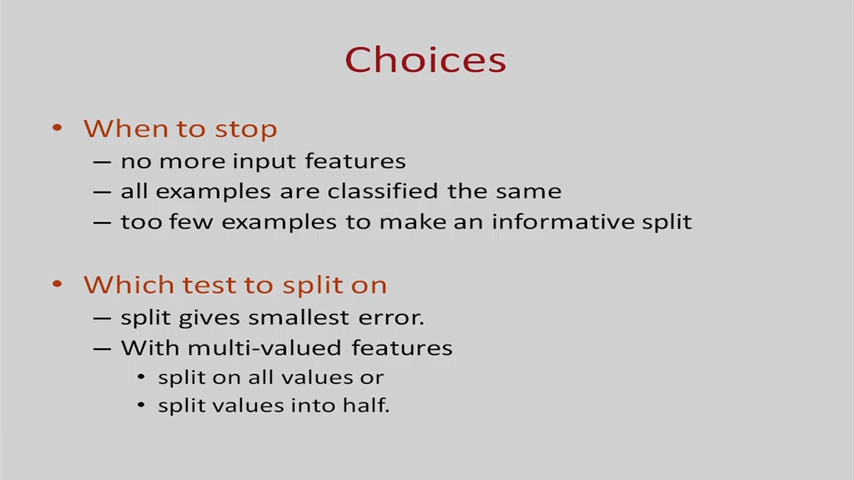 Choices
• When to stop
– no more input features
– all examples are classified the same
– too few examples to make an informative split
• Which test to split on
– split gives smallest error.
– With multi-valued features
• split on all values or
• split values into half.